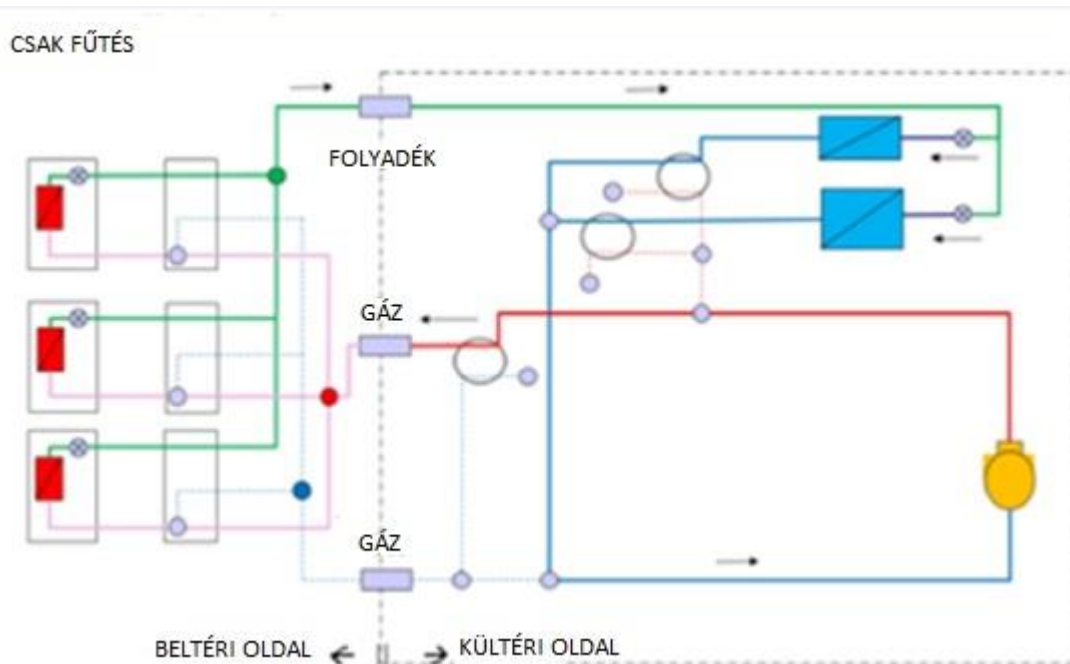 CSAK FŰTÉS
FOLYADÉK
GÁZ
GÁZ
BELTÉRI OLDAL
KÜLTÉRI OLDAL